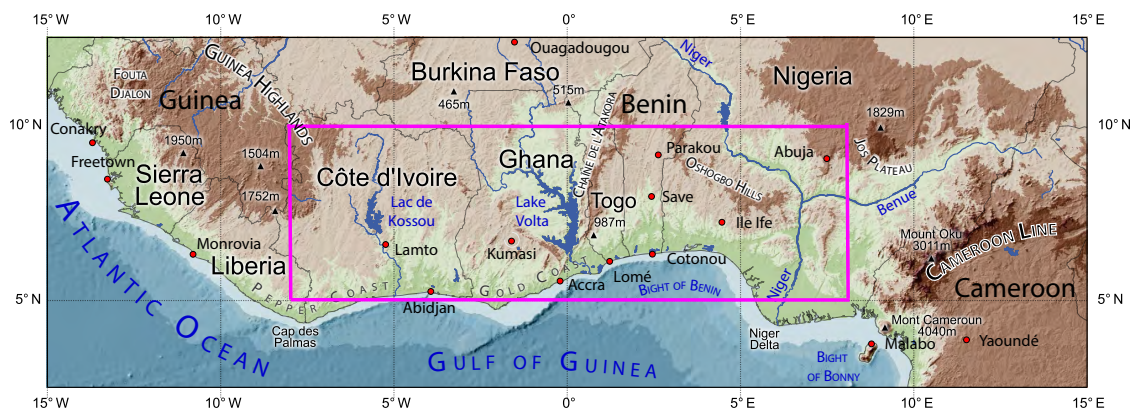 15° W
10° W
5° W
0°
5° E
10° E
15° E
Ouagadougou
Niger
GUINEA HIGHLANDS
FOUTA
DJALON
Burkina Faso
Nigeria
465m
515m
Guinea
Benin
1829m
10° N
10° N
Conakry
1950m
1504m
CHAÎNE DE L'ATAKORA
Parakou
Abuja
JOS PLATEAU
Freetown
Ghana
OSHOGBO HILLS
Sierra
Leone
Côte d'Ivoire
1752m
Lac de
Kossou
Lake
Volta
Togo
Save
Benue
987m
Ile Ife
ATLANTIC OCEAN
Monrovia
Lamto
Kumasi
Mount Oku
3011m
CAMEROON LINE
Liberia
Cotonou
Lomé
Accra
BIGHT OF BENIN
Niger
PEPPER COAST
GOLD COAST
Cameroon
5° N
5° N
Abidjan
Cap des
Palmas
Niger
Delta
Mont Cameroun
4040m
Malabo
Yaoundé
GULF OF GUINEA
BIGHT
OF BONNY
15° W
10° W
5° W
0°
5° E
10° E
15° E